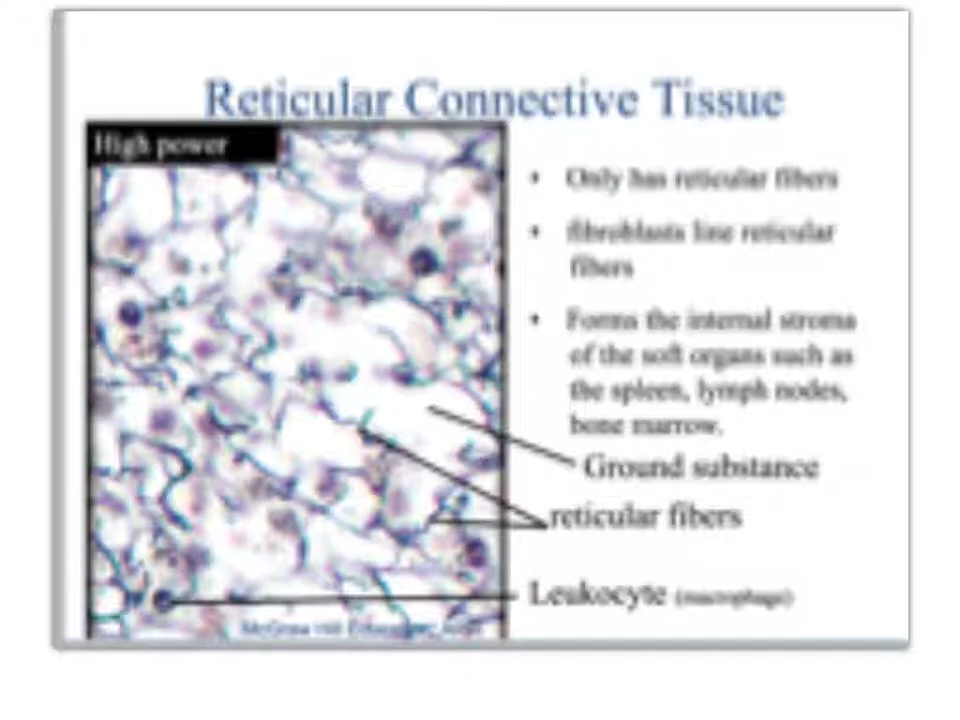 Reticular Connective Tissue
High power
• Only has reticular fibers
• fibroblasts line reticular
fibers
• Forms the internal stroma
of the soft organs such as
the spleen, lymph nodes,
bone marrow.
Ground substance
reticular fibers
Leukocyte (macrophage)